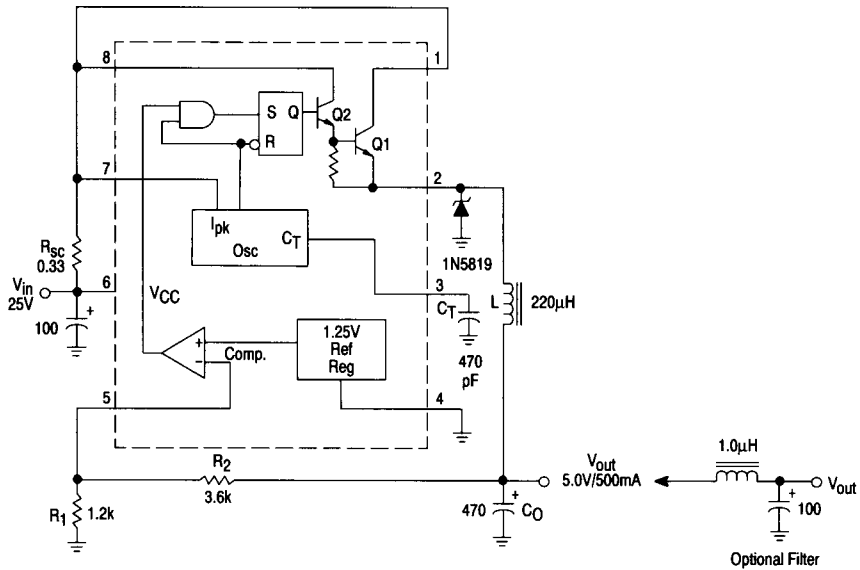 8
1
S Q
Q2
R
Q1
7
2
Ipk
CT
Osc
1N5819
Rsc
0.33
Vin
25V
6
100
+
VCC
3
CT
470
pF
L
220µH
+
−
Comp.
1.25V
Ref
Reg
5
4
R2
3.6k
R1
1.2k
Vout
5.0V/500mA
470
+
CO
1.0µH
Vout
+
100
Optional Filter